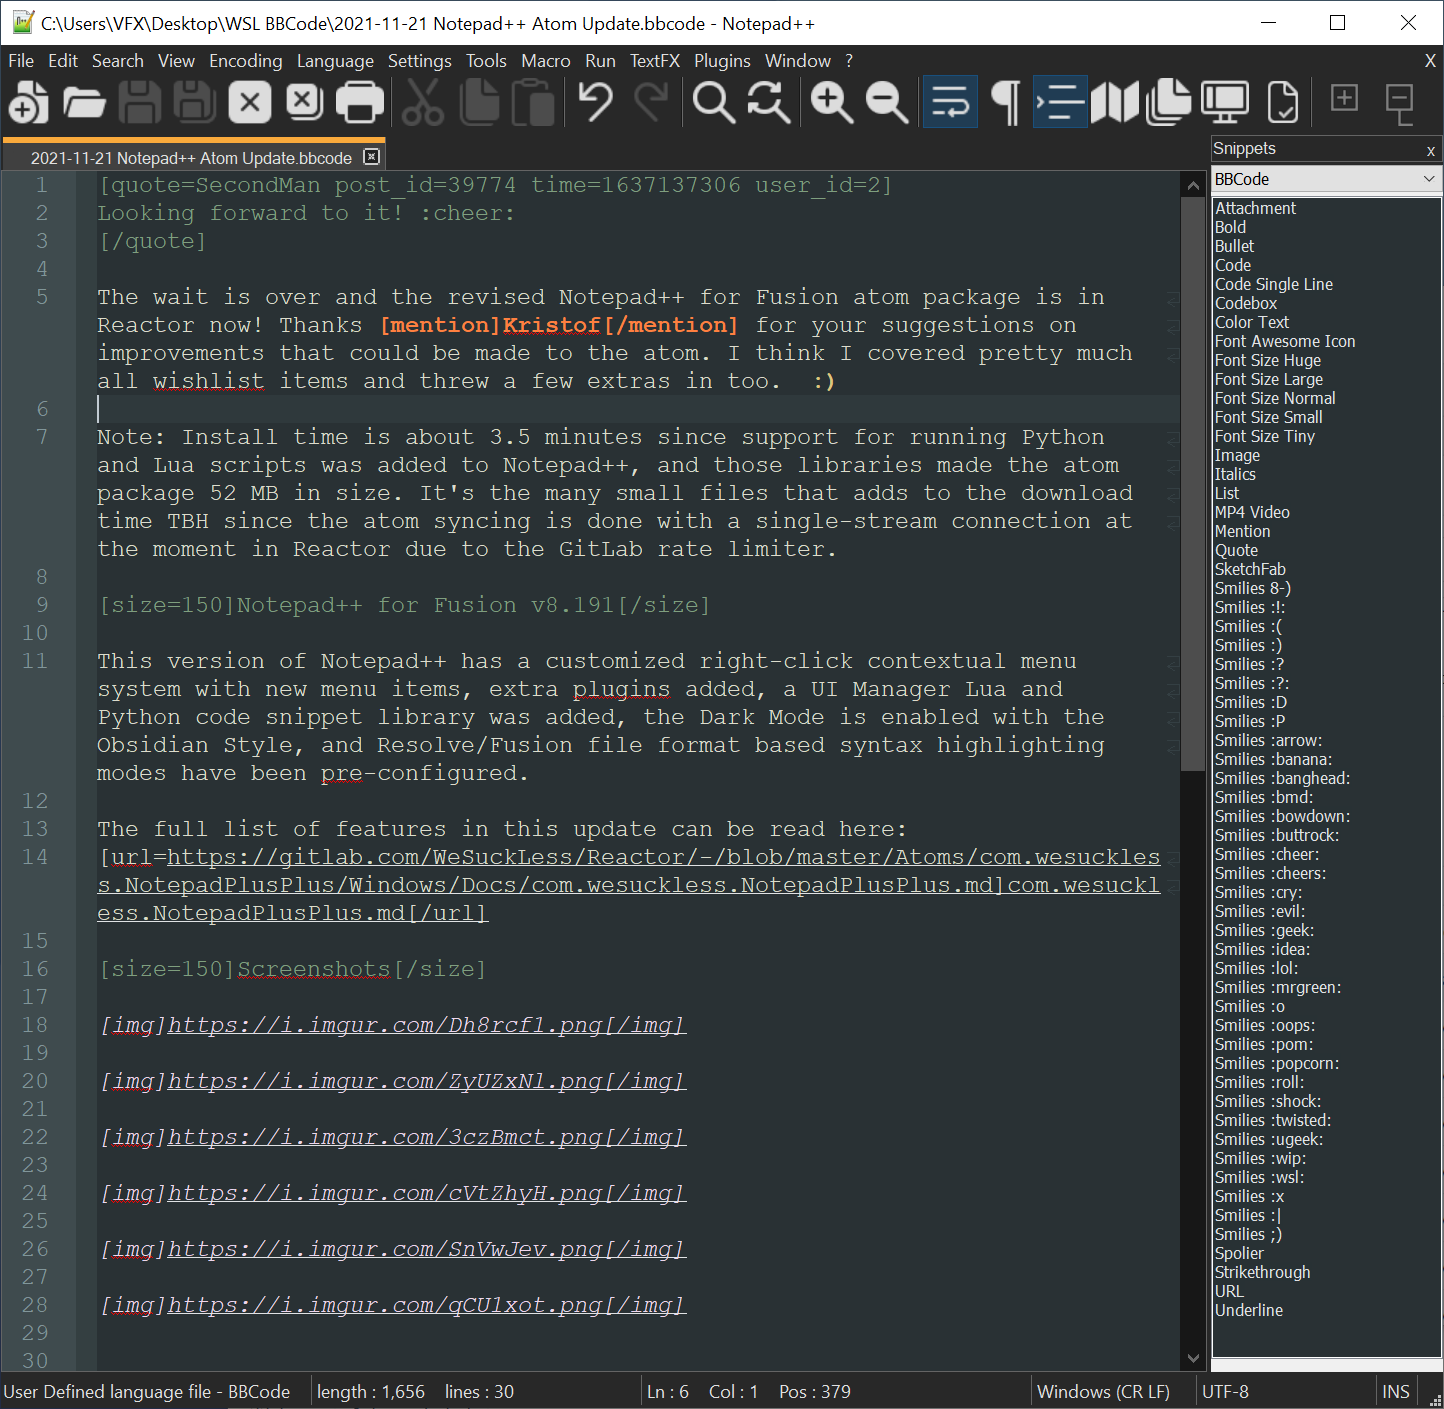 C:\Users\VFX\Desktop\WSL BBCode\2021-11-21 Notepad++ Atom Update.bbcode - Notepad++
File Edit Search View Encoding Language Settings Tools Macro Run TextFX Plugins Window ? X
2021-11-21 Notepad++ Atom Update.bbcode
1 [quote=SecondMan post_id=39774 time=1637137306 user_id=2]
2 Looking forward to it! :cheer:
3 [/quote]
4
5 The wait is over and the revised Notepad++ for Fusion atom package is in
Reactor now! Thanks [mention]Kristof[/mention] for your suggestions on
improvements that could be made to the atom. I think I covered pretty much
all wishlist items and threw a few extras in too.  :)
6
7 Note: Install time is about 3.5 minutes since support for running Python
and Lua scripts was added to Notepad++, and those libraries made the atom
package 52 MB in size. It's the many small files that adds to the download
time TBH since the atom syncing is done with a single-stream connection at
the moment in Reactor due to the GitLab rate limiter.
8
9 [size=150]Notepad++ for Fusion v8.191[/size]
10
11 This version of Notepad++ has a customized right-click contextual menu
system with new menu items, extra plugins added, a UI Manager Lua and
Python code snippet library was added, the Dark Mode is enabled with the
Obsidian Style, and Resolve/Fusion file format based syntax highlighting
modes have been pre-configured.
12
13 The full list of features in this update can be read here:
14 [url=https://gitlab.com/WeSuckLess/Reactor/-/blob/master/Atoms/com.wesuckles
s.NotepadPlusPlus/Windows/Docs/com.wesuckless.NotepadPlusPlus.md]com.wesuckl
ess.NotepadPlusPlus.md[/url]
15
16 [size=150]Screenshots[/size]
17
18 [img]https://i.imgur.com/Dh8rcf1.png[/img]
19
20 [img]https://i.imgur.com/ZyUZxNl.png[/img]
21
22 [img]https://i.imgur.com/3czBmct.png[/img]
23
24 [img]https://i.imgur.com/cVtZhyH.png[/img]
25
26 [img]https://i.imgur.com/SnVwJev.png[/img]
27
28 [img]https://i.imgur.com/qCU1xot.png[/img]
29
30
Snippets x
BBCode
Attachment
Bold
Bullet
Code
Code Single Line
Codebox
Color Text
Font Awesome Icon
Font Size Huge
Font Size Large
Font Size Normal
Font Size Small
Font Size Tiny
Image
Italics
List
MP4 Video
Mention
Quote
SketchFab
Smilies 8-)
Smilies :!:
Smilies :(
Smilies :)
Smilies :?
Smilies :?:
Smilies :D
Smilies :P
Smilies :arrow:
Smilies :banana:
Smilies :banghead:
Smilies :bmd:
Smilies :bowdown:
Smilies :buttrock:
Smilies :cheer:
Smilies :cheers:
Smilies :cry:
Smilies :evil:
Smilies :geek:
Smilies :idea:
Smilies :lol:
Smilies :mrgreen:
Smilies :o
Smilies :oops:
Smilies :pom:
Smilies :popcorn:
Smilies :roll:
Smilies :shock:
Smilies :twisted:
Smilies :ugeek:
Smilies :wip:
Smilies :wsl:
Smilies :x
Smilies :|
Smilies ;)
Spolier
Strikethrough
URL
Underline
User Defined language file - BBCode length : 1,656 lines : 30 Ln : 6 Col : 1 Pos : 379 Windows (CR LF) UTF-8 INS